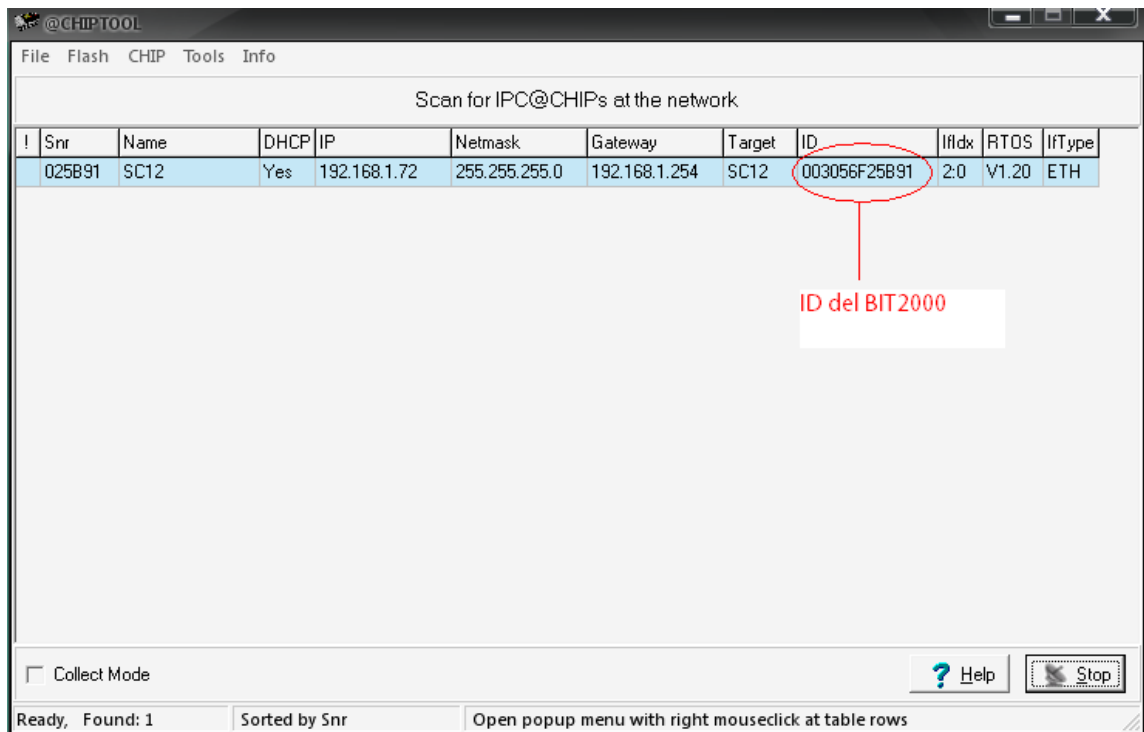 @CHIPTOOL
File Flash CHIP Tools Info
Scan for IPC@CHIPs at the network
! Snr Name DHCP IP Netmask Gateway Target ID IfIdx RTOS IfType
025B91 SC12 Yes 192.168.1.72 255.255.255.0 192.168.1.254 SC12 003056F25B91 2:0 V1.20 ETH
ID del BIT2000
Collect Mode ? Help Stop
Ready, Found: 1 Sorted by Snr Open popup menu with right mouseclick at table rows